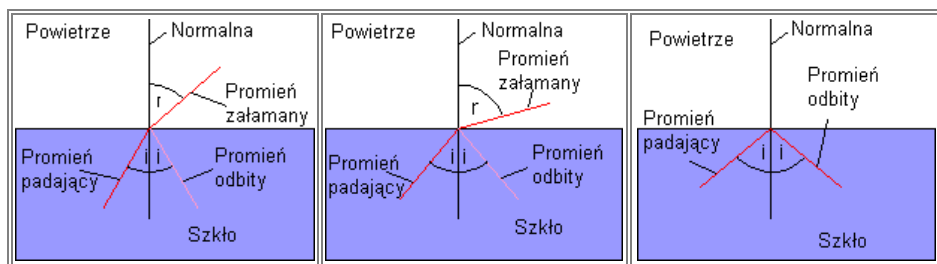 Powietrze
Normalna
r
Promień
załamany
Promień
padający
i i
Promień
odbity
Szkło
Powietrze
Normalna
Promień
załamany
r
Promień
padający
i i
Promień
odbity
Szkło
Powietrze
Normalna
Promień
odbity
Promień
padający
i i
Szkło